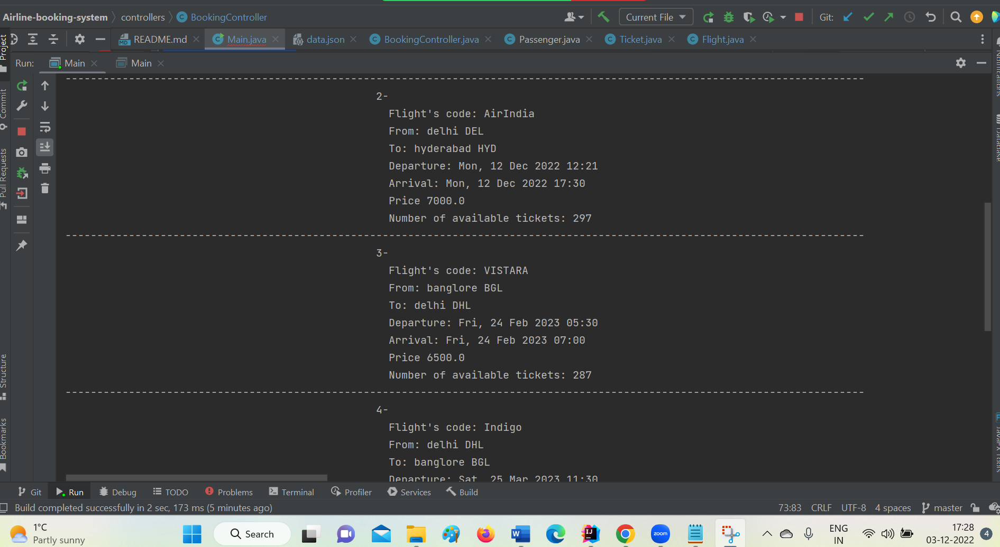 Airline-booking-system controllers BookingController Current File Git:
README.md Main.java data.json BookingController.java Passenger.java Ticket.java Flight.java
Project
Run: Main Main
Notifications
Commit
Pull Requests
Database
Structure
Bookmarks
--------------------------------------------------------------------------------------------------------------------------------
2-
Flight's code: AirIndia
From: delhi DEL
To: hyderabad HYD
Departure: Mon, 12 Dec 2022 12:21
Arrival: Mon, 12 Dec 2022 17:30
Price 7000.0
Number of available tickets: 297
--------------------------------------------------------------------------------------------------------------------------------
3-
Flight's code: VISTARA
From: banglore BGL
To: delhi DHL
Departure: Fri, 24 Feb 2023 05:30
Arrival: Fri, 24 Feb 2023 07:00
Price 6500.0
Number of available tickets: 287
--------------------------------------------------------------------------------------------------------------------------------
4-
Flight's code: Indigo
From: delhi DHL
To: banglore BGL
Departure: Sat, 25 Mar 2023 11:30
Git Run Debug TODO Problems Terminal Profiler Services Build
Build completed successfully in 2 sec, 173 ms (5 minutes ago) 73:83 CRLF UTF-8 4 spaces master
1°C
Partly sunny
Search
zoom
ENG
IN
17:28
03-12-2022
4